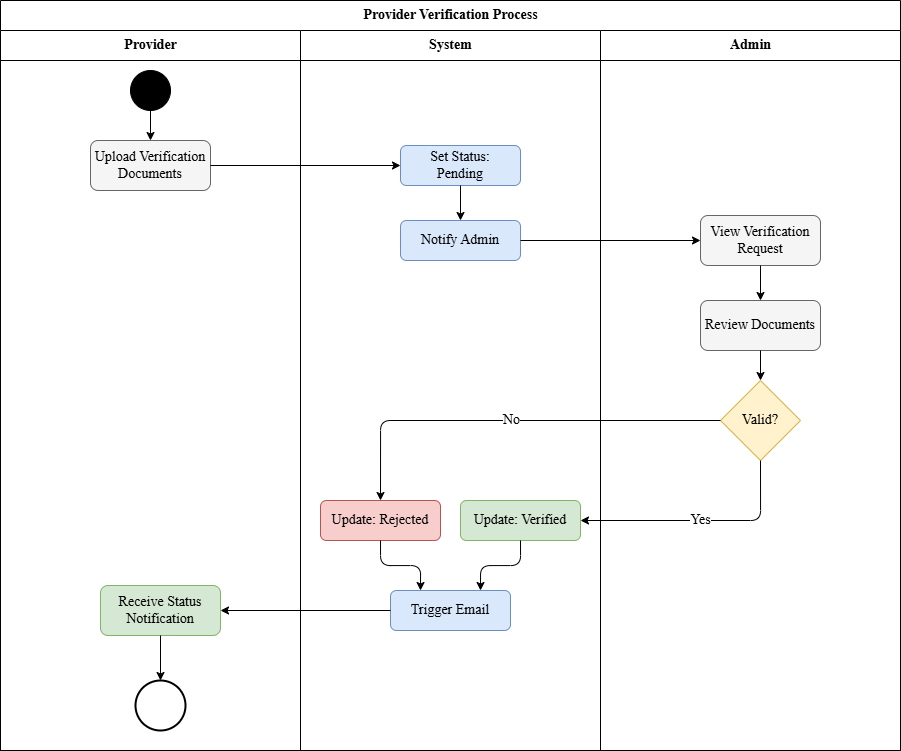 Provider Verification Process
Provider
System
Admin
Upload Verification
Documents
Set Status:
Pending
Notify Admin
View Verification
Request
Review Documents
Valid?
No
Update: Rejected
Update: Verified
Yes
Receive Status
Notification
Trigger Email